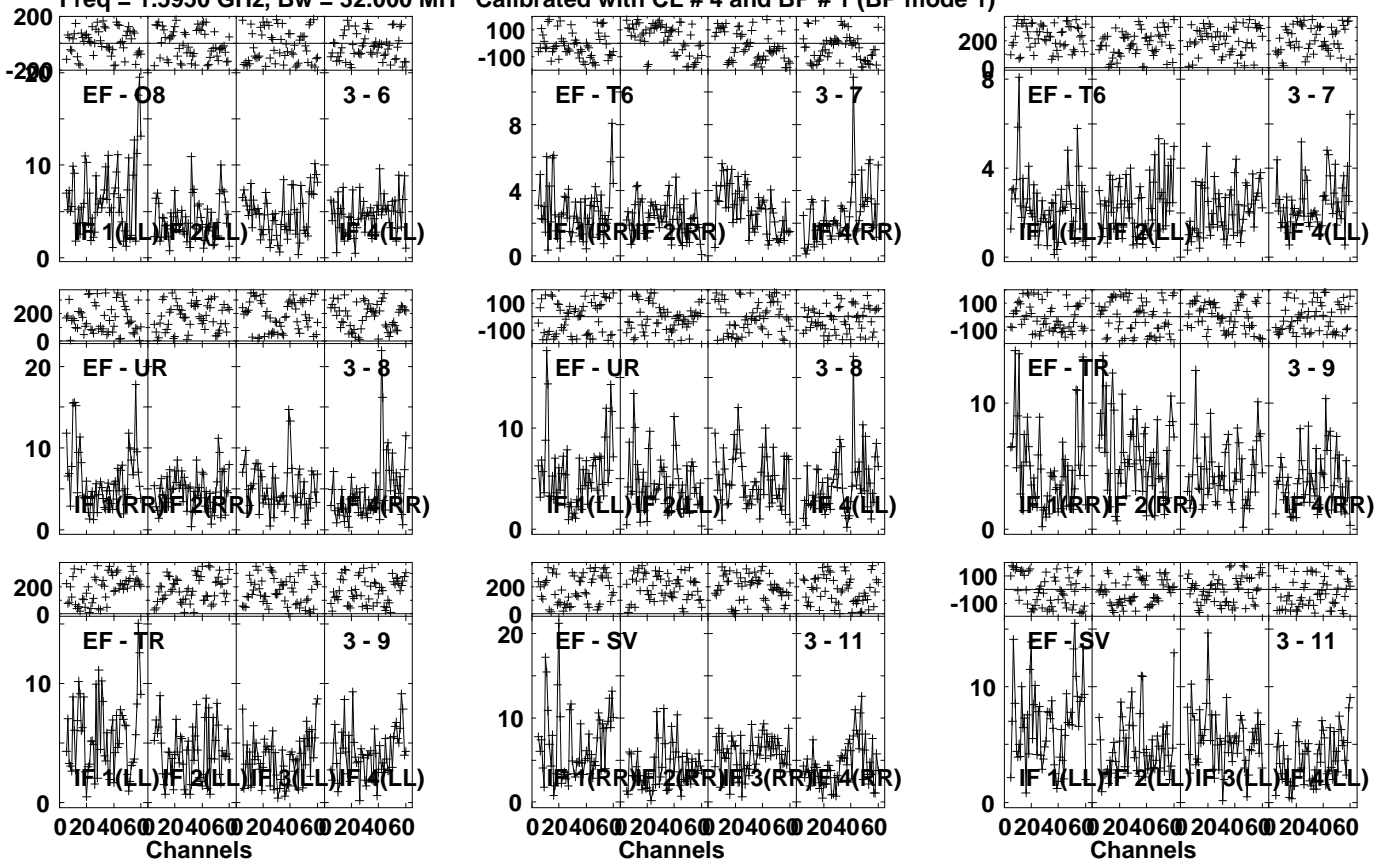 Freq = 1.5950 GHz, Bw = 32.000 MH Calibrated with CL # 4 and BP # 1 (BP mode 1)
200
0
-200
100
-100
200
0
20
EF - O8
3 - 6
EF - T6
3 - 7
8
EF - T6
3 - 7
10
8
4
4
IF 1(LL) IF 2(LL) IF 4(LL)
IF 1(RR) IF 2(RR) IF 4(RR)
IF 1(LL) IF 2(LL) IF 4(LL)
0
0
0
200
0
100
-100
100
-100
20
EF - UR
3 - 8
EF - UR
3 - 8
EF - TR
3 - 9
10
10
10
IF 1(RR) IF 2(RR) IF 4(RR)
IF 1(LL) IF 2(LL) IF 4(LL)
IF 1(RR) IF 2(RR) IF 4(RR)
0
0
0
200
0
200
0
100
-100
EF - TR
3 - 9
20
EF - SV
3 - 11
EF - SV
3 - 11
10
10
10
IF 1(LL) IF 2(LL) IF 3(LL) IF 4(LL)
IF 1(RR) IF 2(RR) IF 3(RR) IF 4(RR)
IF 1(LL) IF 2(LL) IF 3(LL) IF 4(LL)
0
0
0
0 20 40 60 0 20 40 60 0 20 40 60 0 20 40 60
0 20 40 60 0 20 40 60 0 20 40 60 0 20 40 60
0 20 40 60 0 20 40 60 0 20 40 60 0 20 40 60
Channels
Channels
Channels